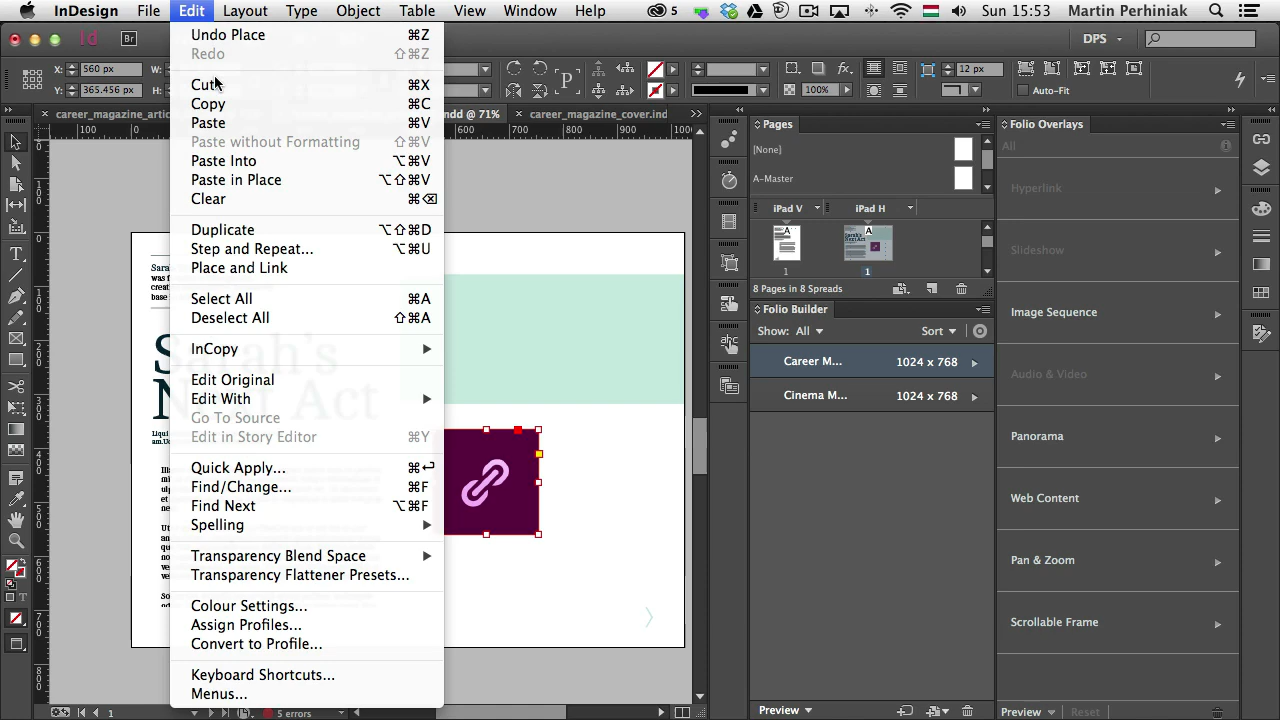 InDesign File Edit Layout Type Object Table View Window Help 5 Sun 15:53 Martin Perhiniak
Id Br DPS
X: 560 px W: 12 px
Y: 365.456 px H: 100% Auto-Fit
career_magazine_artic ndd @ 71% career_magazine_cover.ind
100 0 600 700 800 900 1000
Undo Place ⌘Z
Redo ⇧⌘Z
Cut ⌘X
Copy ⌘C
Paste ⌘V
Paste without Formatting ⇧⌘V
Paste Into ⌥⌘V
Paste in Place ⌥⇧⌘V
Clear ⌘⌫
Duplicate ⌥⇧⌘D
Step and Repeat... ⌥⌘U
Place and Link
Select All ⌘A
Deselect All ⇧⌘A
InCopy
Edit Original
Edit With
Go To Source
Edit in Story Editor ⌘Y
Quick Apply... ⌘↩
Find/Change... ⌘F
Find Next ⌥⌘F
Spelling
Transparency Blend Space
Transparency Flattener Presets...
Colour Settings...
Assign Profiles...
Convert to Profile...
Keyboard Shortcuts...
Menus...
Sarah's
Next Act
Pages
[None]
A-Master
iPad V iPad H
A A
1 1
8 Pages in 8 Spreads
Folio Builder
Show: All Sort
Career M... 1024 x 768
Cinema M... 1024 x 768
Preview
Folio Overlays
All
Hyperlink
Slideshow
Image Sequence
Audio & Video
Panorama
Web Content
Pan & Zoom
Scrollable Frame
Preview Reset
1 5 errors